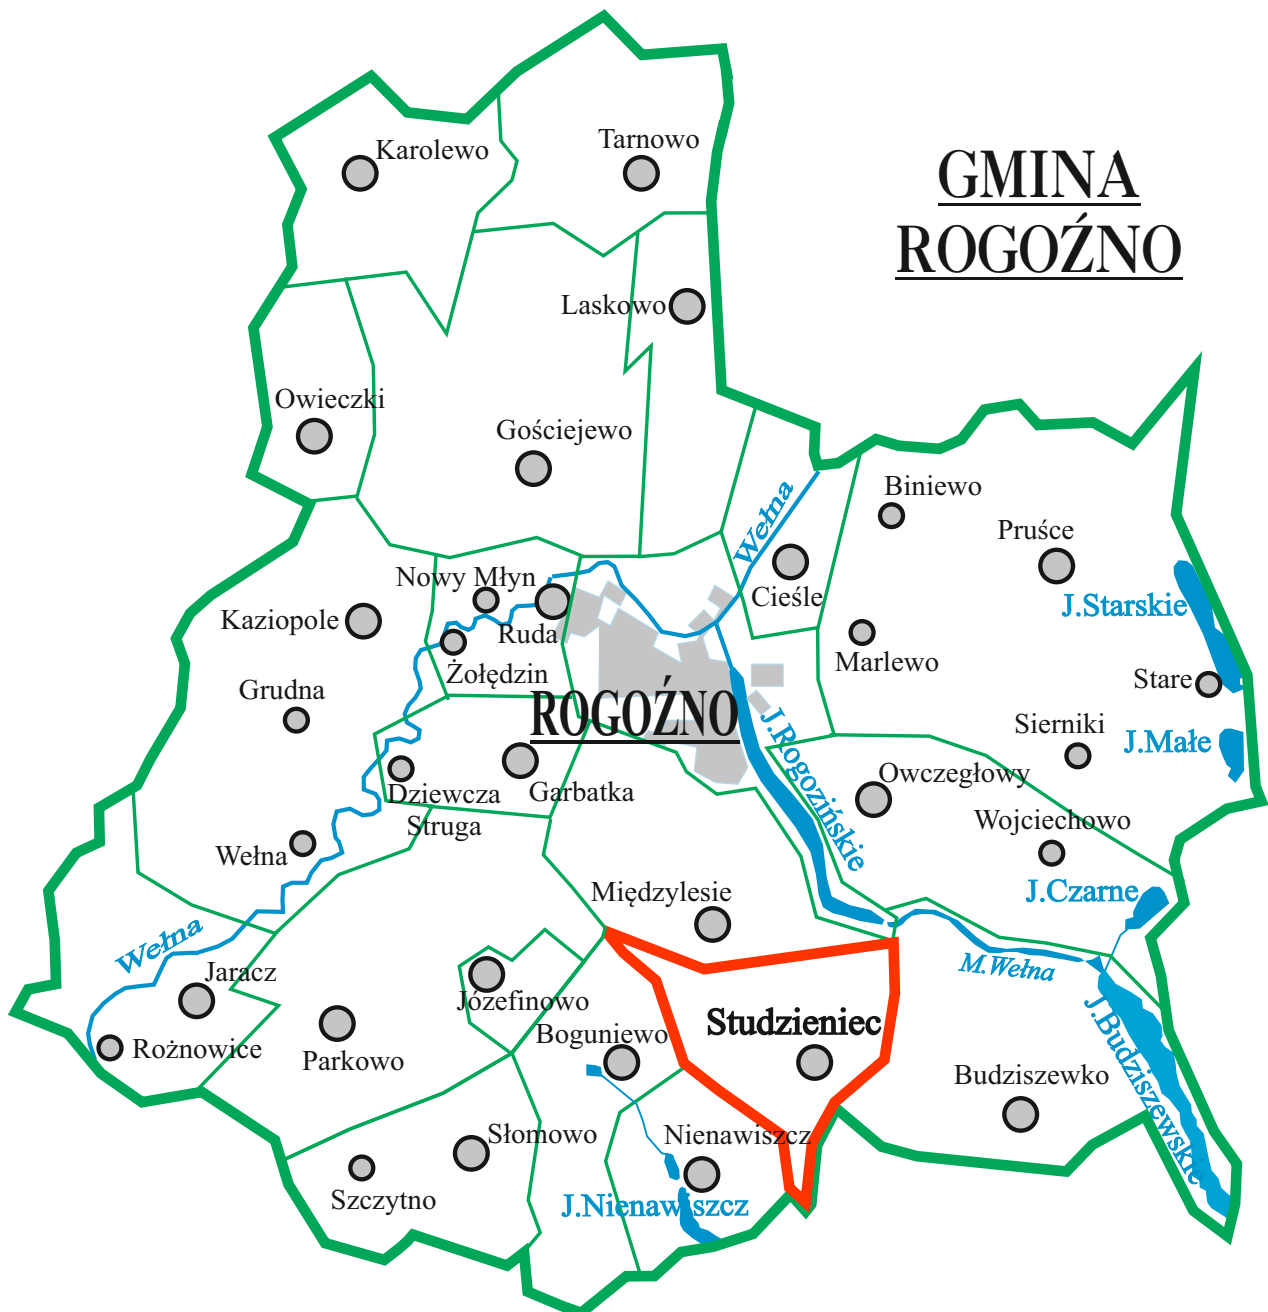 Karolewo
Tarnowo
GMINA
ROGOŹNO
Laskowo
Owieczki
Gościejewo
Wełna
Biniewo
Pruśce
Nowy Młyn
Cieśle
J.Starskie
Kaziopole
Ruda
Żołędzin
Marlewo
Stare
Grudna
ROGOŹNO
J.Rogozińskie
Sierniki
J.Małe
Owczegłowy
Dziewcza
Struga
Garbatka
Wojciechowo
Wełna
Międzylesie
J.Czarne
Wełna
Jaracz
Józefinowo
M.Wełna
Studzieniec
Boguniewo
Rożnowice
Parkowo
J.Budziszewskie
Budziszewko
Słomowo
Nienawiszcz
Szczytno
J.Nienawiszcz